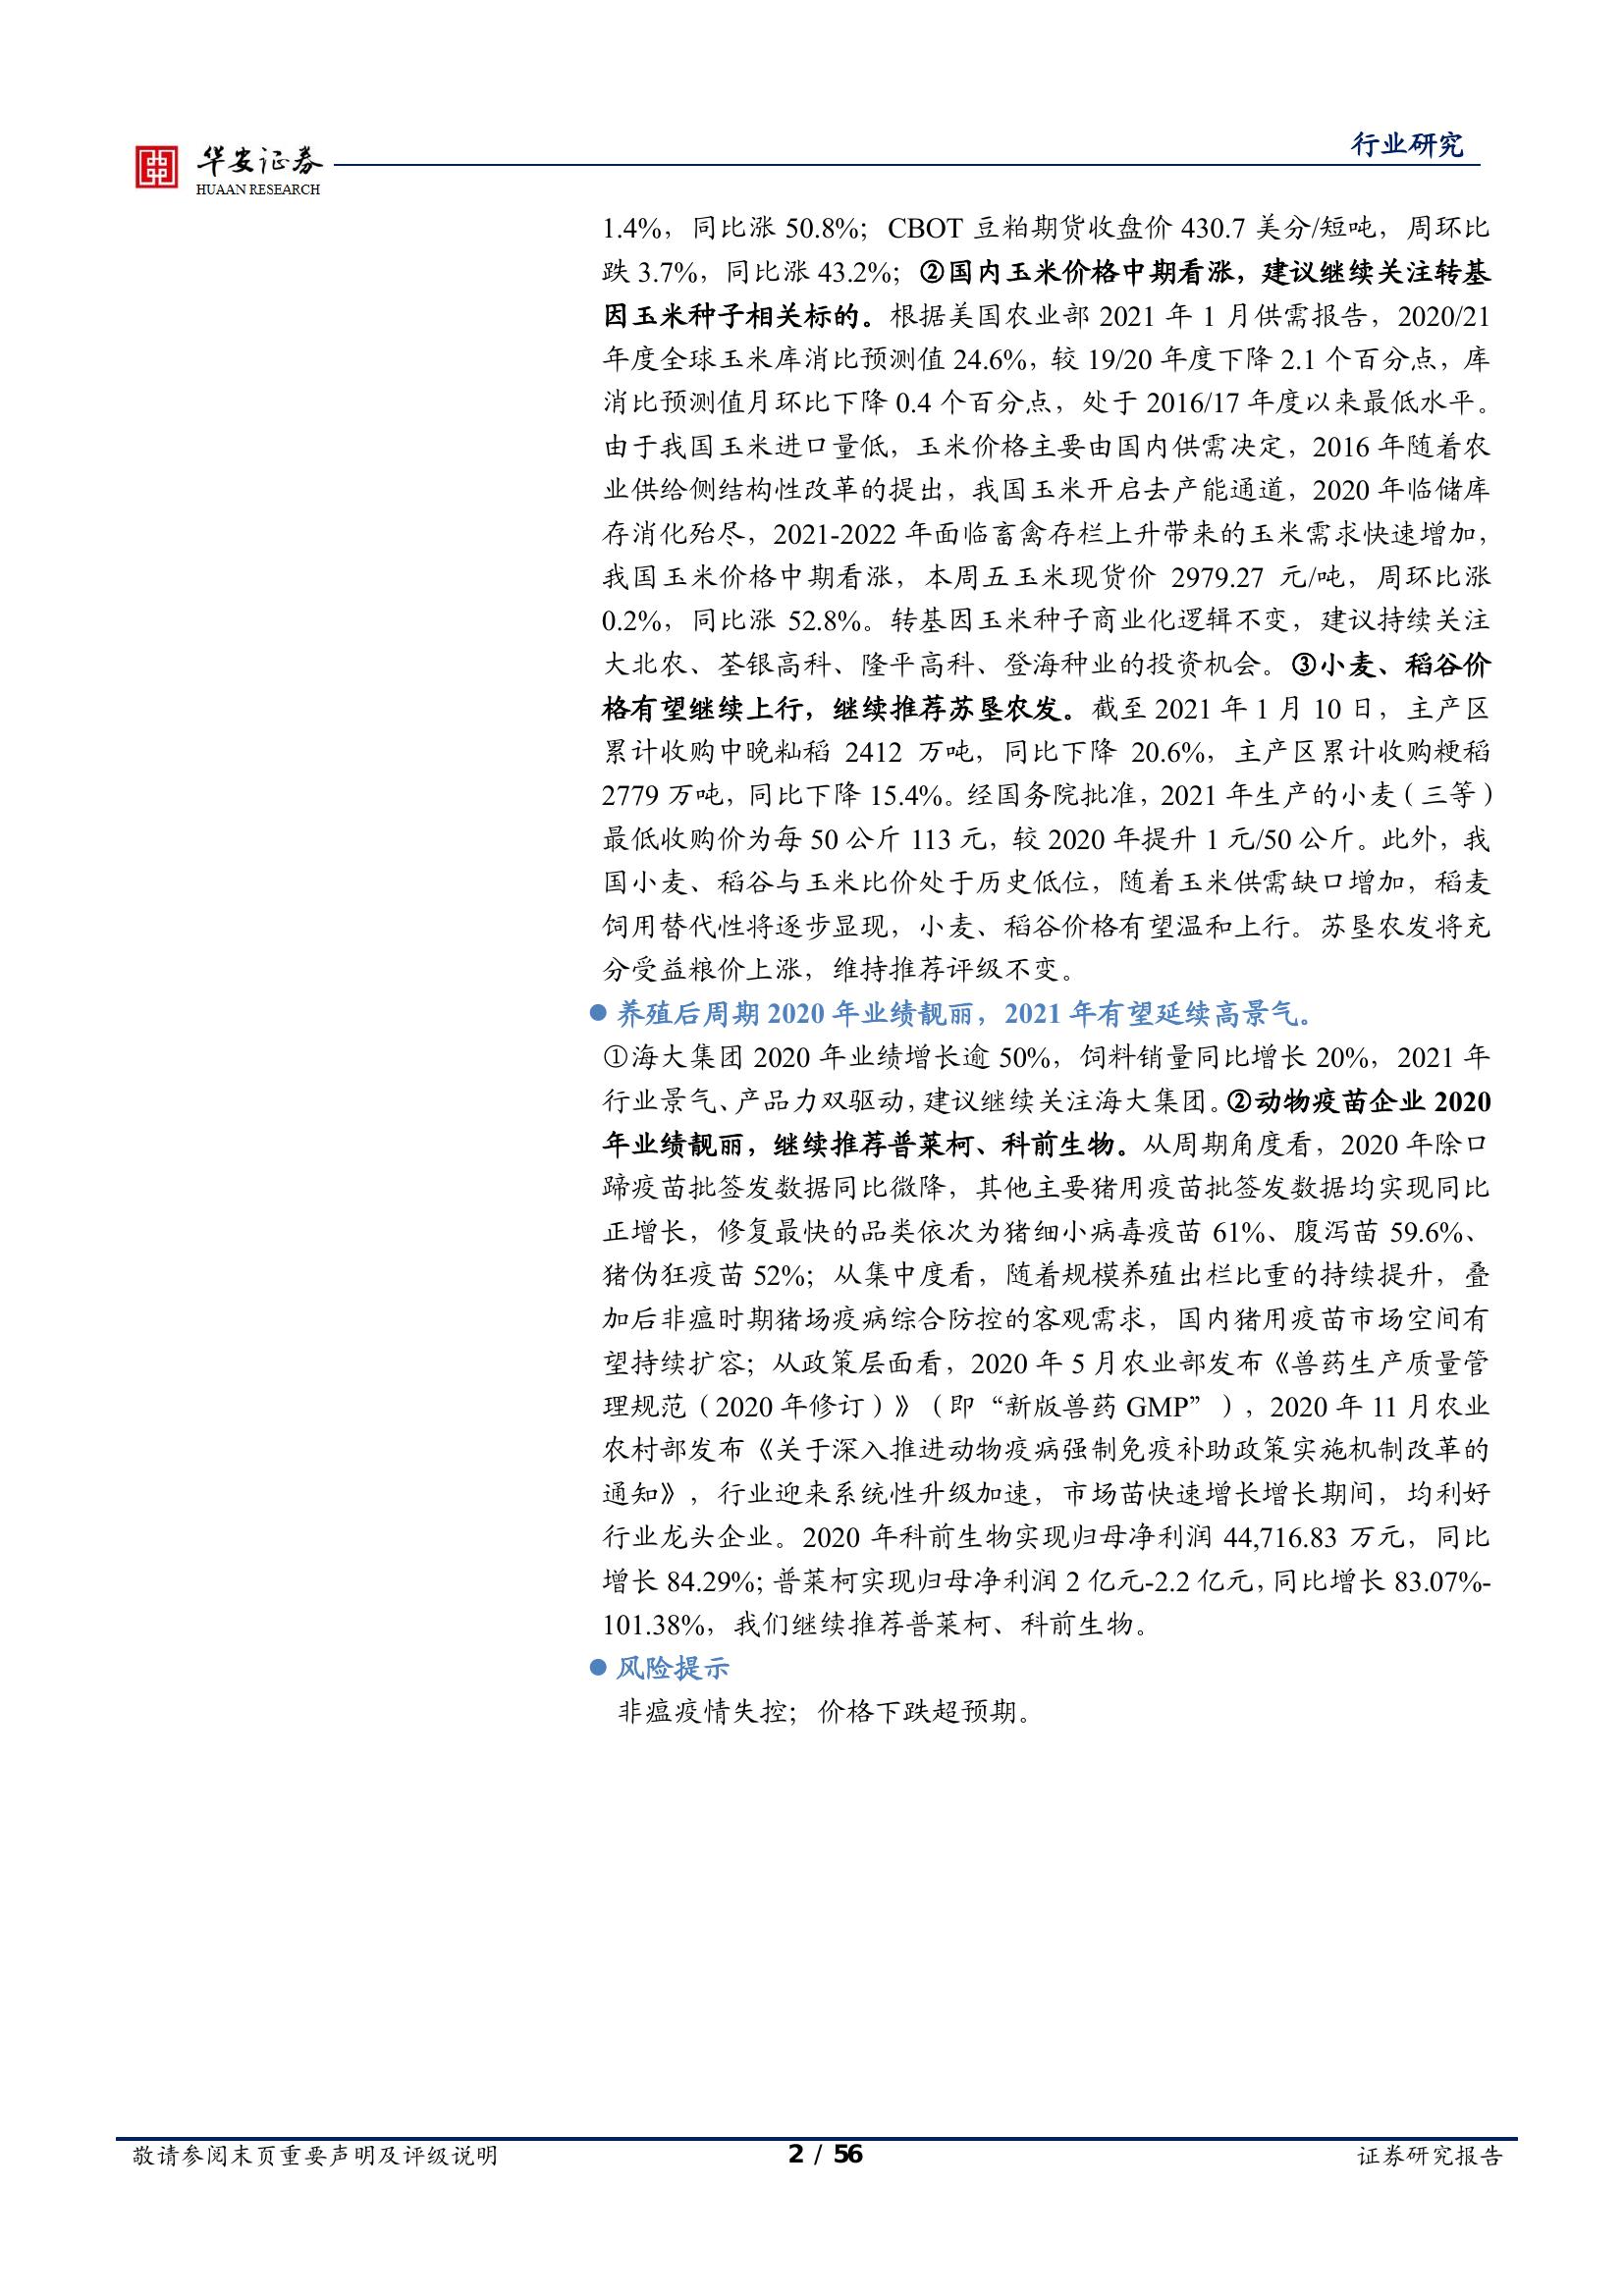 华安证券
HUAAN RESEARCH
行业研究
1.4%，同比涨 50.8%；CBOT 豆粕期货收盘价 430.7 美分/短吨，周环比
跌 3.7%，同比涨 43.2%；②国内玉米价格中期看涨，建议继续关注转基
因玉米种子相关标的。根据美国农业部 2021 年 1 月供需报告，2020/21
年度全球玉米库消比预测值 24.6%，较 19/20 年度下降 2.1 个百分点，库
消比预测值月环比下降 0.4 个百分点，处于 2016/17 年度以来最低水平。
由于我国玉米进口量低，玉米价格主要由国内供需决定，2016 年随着农
业供给侧结构性改革的提出，我国玉米开启去产能通道，2020 年临储库
存消化殆尽，2021-2022 年面临畜禽存栏上升带来的玉米需求快速增加，
我国玉米价格中期看涨，本周五玉米现货价 2979.27 元/吨，周环比涨
0.2%，同比涨 52.8%。转基因玉米种子商业化逻辑不变，建议持续关注
大北农、荃银高科、隆平高科、登海种业的投资机会。③小麦、稻谷价
格有望继续上行，继续推荐苏垦农发。截至 2021 年 1 月 10 日，主产区
累计收购中晚籼稻 2412 万吨，同比下降 20.6%，主产区累计收购粳稻
2779 万吨，同比下降 15.4%。经国务院批准，2021 年生产的小麦（三等）
最低收购价为每 50 公斤 113 元，较 2020 年提升 1 元/50 公斤。此外，我
国小麦、稻谷与玉米比价处于历史低位，随着玉米供需缺口增加，稻麦
饲用替代性将逐步显现，小麦、稻谷价格有望温和上行。苏垦农发将充
分受益粮价上涨，维持推荐评级不变。
● 养殖后周期 2020 年业绩靓丽，2021 年有望延续高景气。
①海大集团 2020 年业绩增长逾 50%，饲料销量同比增长 20%，2021 年
行业景气、产品力双驱动，建议继续关注海大集团。②动物疫苗企业 2020
年业绩靓丽，继续推荐普莱柯、科前生物。从周期角度看，2020 年除口
蹄疫苗批签发数据同比微降，其他主要猪用疫苗批签发数据均实现同比
正增长，修复最快的品类依次为猪细小病毒疫苗 61%、腹泻苗 59.6%、
猪伪狂疫苗 52%；从集中度看，随着规模养殖出栏比重的持续提升，叠
加后非瘟时期猪场疫病综合防控的客观需求，国内猪用疫苗市场空间有
望持续扩容；从政策层面看，2020 年 5 月农业部发布《兽药生产质量管
理规范（2020 年修订）》（即“新版兽药 GMP”），2020 年 11 月农业
农村部发布《关于深入推进动物疫病强制免疫补助政策实施机制改革的
通知》，行业迎来系统性升级加速，市场苗快速增长增长期间，均利好
行业龙头企业。2020 年科前生物实现归母净利润 44,716.83 万元，同比
增长 84.29%；普莱柯实现归母净利润 2 亿元-2.2 亿元，同比增长 83.07%-
101.38%，我们继续推荐普莱柯、科前生物。
● 风险提示
非瘟疫情失控；价格下跌超预期。
敬请参阅末页重要声明及评级说明
2 / 56
证券研究报告